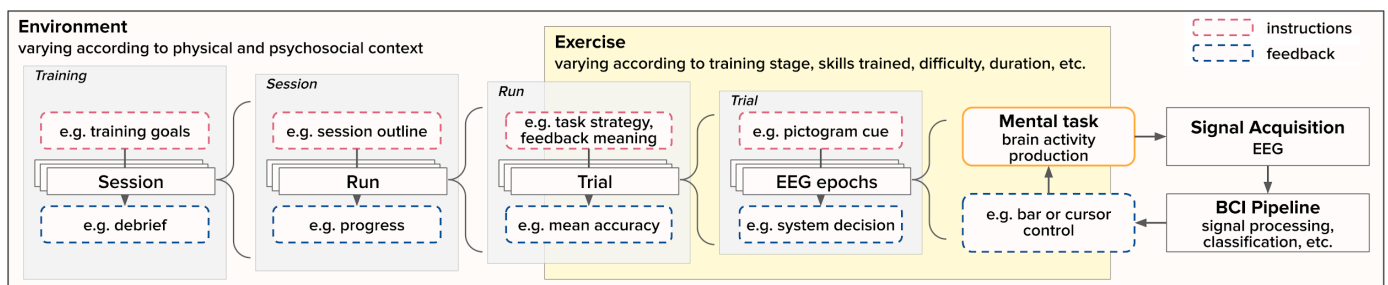 Environment
varying according to physical and psychosocial context
Exercise
varying according to training stage, skills trained, difficulty, duration, etc.
instructions
feedback
Training
e.g. training goals
Session
e.g. debrief
Session
e.g. session outline
Run
e.g. progress
Run
e.g. task strategy,
feedback meaning
Trial
e.g. mean accuracy
Trial
e.g. pictogram cue
EEG epochs
e.g. system decision
Mental task
brain activity
production
e.g. bar or cursor
control
Signal Acquisition
EEG
BCI Pipeline
signal processing,
classification, etc.